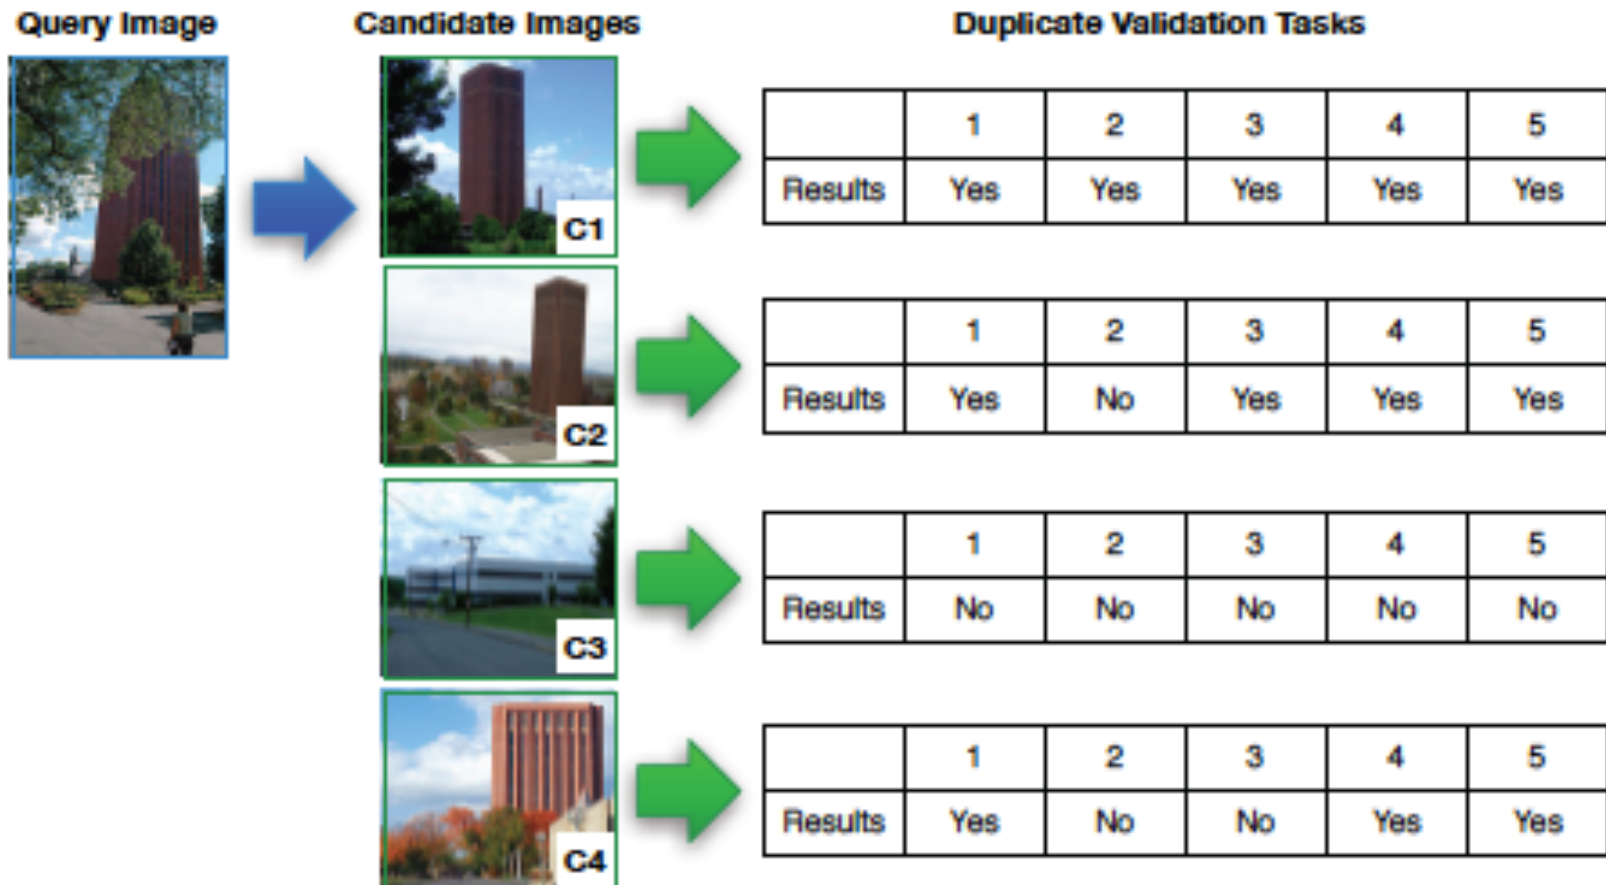 Query Image Candidate Images Duplicate Validation Tasks
C1
1 2 3 4 5
Results Yes Yes Yes Yes Yes
C2
1 2 3 4 5
Results Yes No Yes Yes Yes
C3
1 2 3 4 5
Results No No No No No
C4
1 2 3 4 5
Results Yes No No Yes Yes